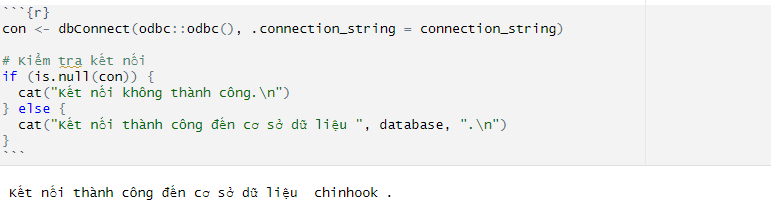 ```{r}
con <- dbConnect(odbc::odbc(), .connection_string = connection_string)
# Kiểm tra kết nối
if (is.null(con)) {
  cat("Kết nối không thành công.\n")
} else {
  cat("Kết nối thành công đến cơ sở dữ liệu ", database, ".\n")
}
```
Kết nối thành công đến cơ sở dữ liệu  chinhook .